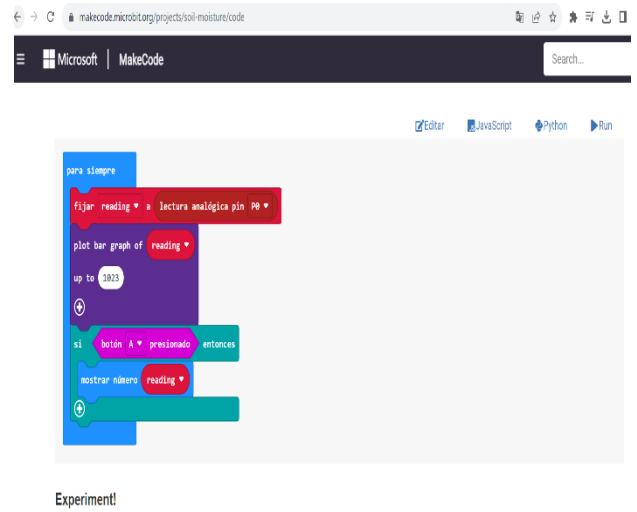 makecode.microbit.org/projects/soil-moisture/code
Microsoft | MakeCode
Search...
Editar JavaScript Python Run
para siempre
fijar reading a lectura analógica pin P0
plot bar graph of reading
up to 1023
si botón A presionado entonces
mostrar número reading
Experiment!